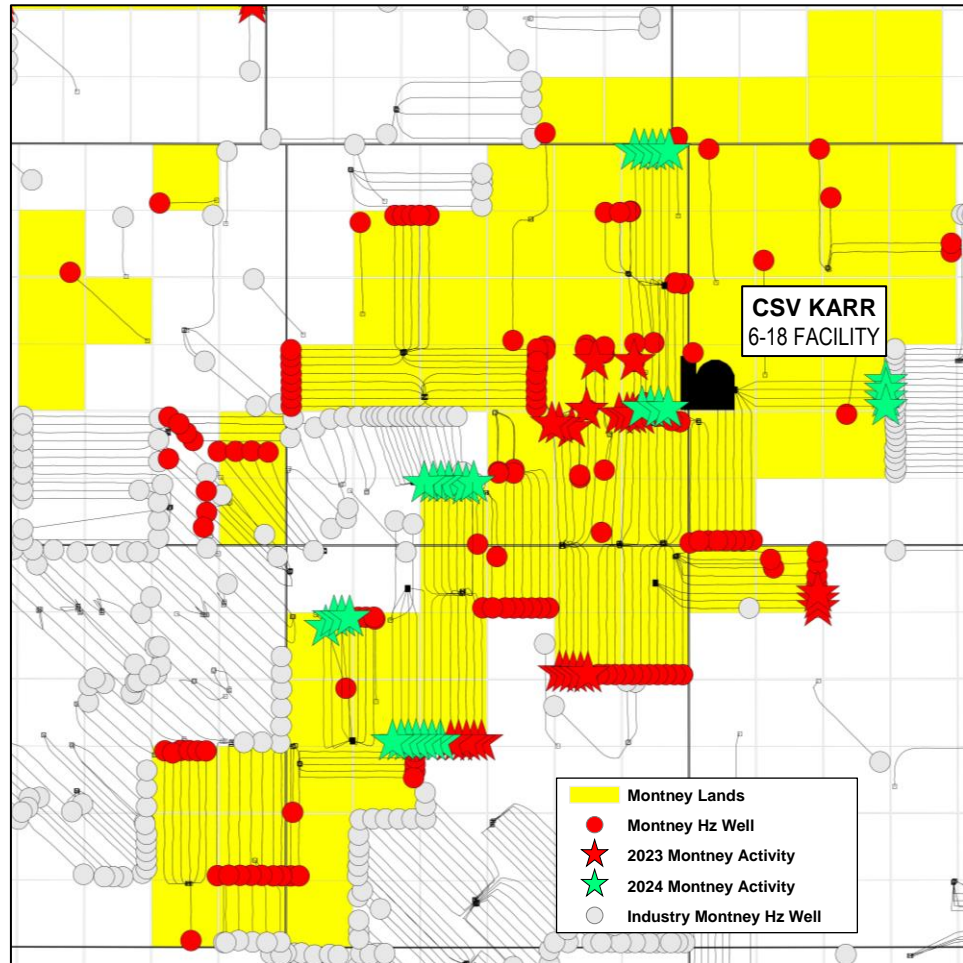 CSV KARR
6-18 FACILITY
Montney Lands
Montney Hz Well
2023 Montney Activity
2024 Montney Activity
Industry Montney Hz Well